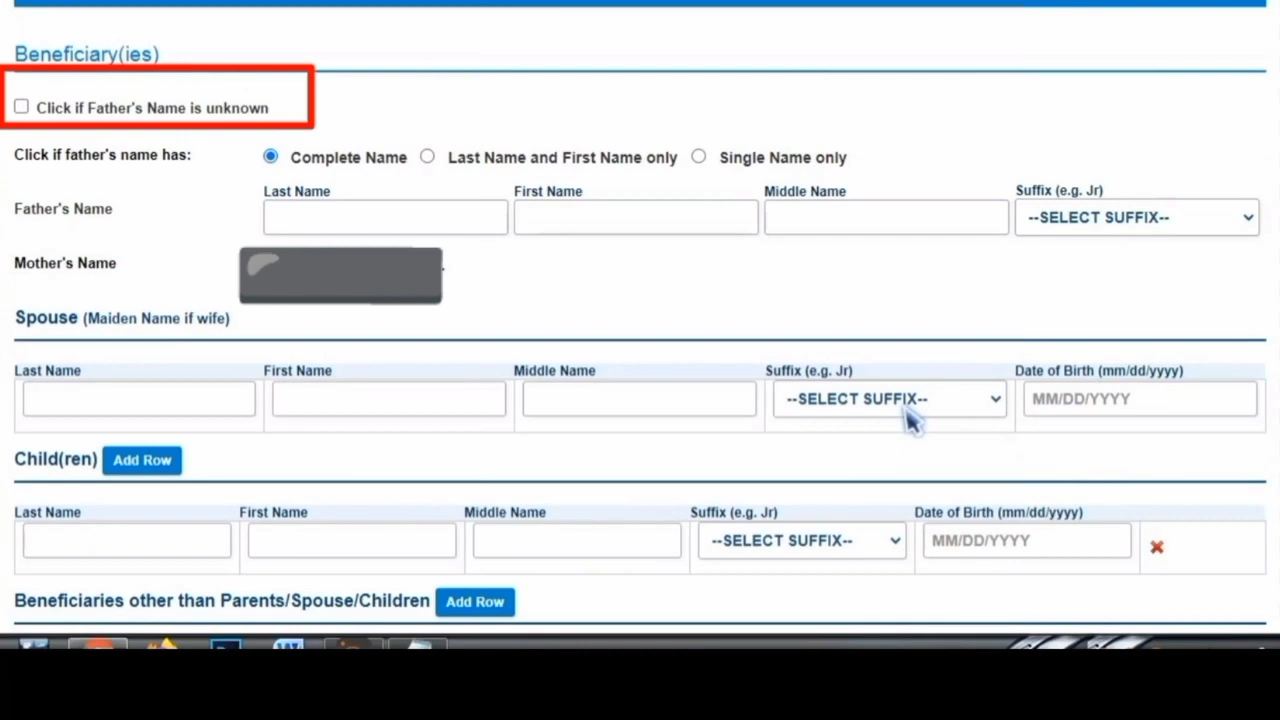 Beneficiary(ies)
Click if Father's Name is unknown
Click if father's name has: Complete Name Last Name and First Name only Single Name only
Last Name First Name Middle Name Suffix (e.g. Jr)
Father's Name --SELECT SUFFIX--
Mother's Name
Spouse (Maiden Name if wife)
Last Name First Name Middle Name Suffix (e.g. Jr) Date of Birth (mm/dd/yyyy)
--SELECT SUFFIX-- MM/DD/YYYY
Child(ren) Add Row
Last Name First Name Middle Name Suffix (e.g. Jr) Date of Birth (mm/dd/yyyy)
--SELECT SUFFIX-- MM/DD/YYYY
Beneficiaries other than Parents/Spouse/Children Add Row